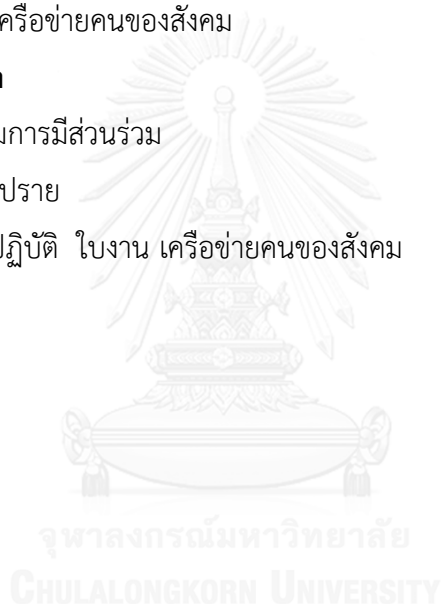 เครือข่ายคนของสังคม
มการมีส่วนร่วม
ปราย
ปฏิบัติ ใบงาน เครือข่ายคนของสังคม
จุฬาลงกรณ์มหาวิทยาลัย
CHULALONGKORN UNIVERSITY